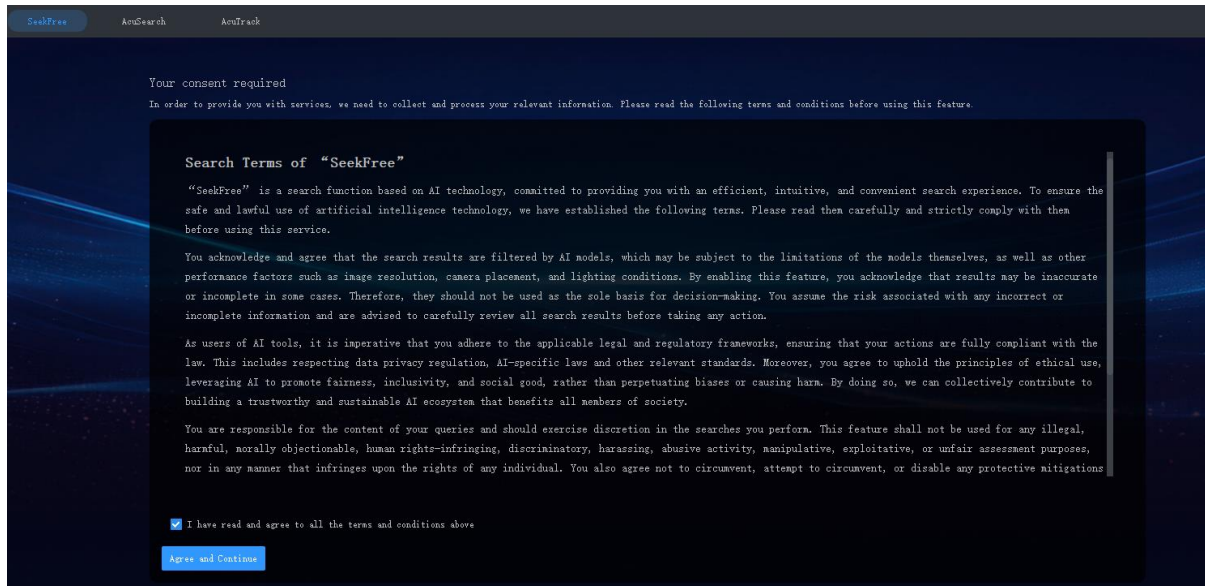 SeekFree AcuSearch AcuTrack
Your consent required
In order to provide you with services, we need to collect and process your relevant information. Please read the following terms and conditions before using this feature.
Search Terms of “SeekFree”
“SeekFree” is a search function based on AI technology, committed to providing you with an efficient, intuitive, and convenient search experience. To ensure the
safe and lawful use of artificial intelligence technology, we have established the following terms. Please read them carefully and strictly comply with them
before using this service.
You acknowledge and agree that the search results are filtered by AI models, which may be subject to the limitations of the models themselves, as well as other
performance factors such as image resolution, camera placement, and lighting conditions. By enabling this feature, you acknowledge that results may be inaccurate
or incomplete in some cases. Therefore, they should not be used as the sole basis for decision-making. You assume the risk associated with any incorrect or
incomplete information and are advised to carefully review all search results before taking any action.
As users of AI tools, it is imperative that you adhere to the applicable legal and regulatory frameworks, ensuring that your actions are fully compliant with the
law. This includes respecting data privacy regulation, AI-specific laws and other relevant standards. Moreover, you agree to uphold the principles of ethical use,
leveraging AI to promote fairness, inclusivity, and social good, rather than perpetuating biases or causing harm. By doing so, we can collectively contribute to
building a trustworthy and sustainable AI ecosystem that benefits all members of society.
You are responsible for the content of your queries and should exercise discretion in the searches you perform. This feature shall not be used for any illegal,
harmful, morally objectionable, human rights-infringing, discriminatory, harassing, abusive activity, manipulative, exploitative, or unfair assessment purposes,
nor in any manner that infringes upon the rights of any individual. You also agree not to circumvent, attempt to circumvent, or disable any protective mitigations
I have read and agree to all the terms and conditions above
Agree and Continue